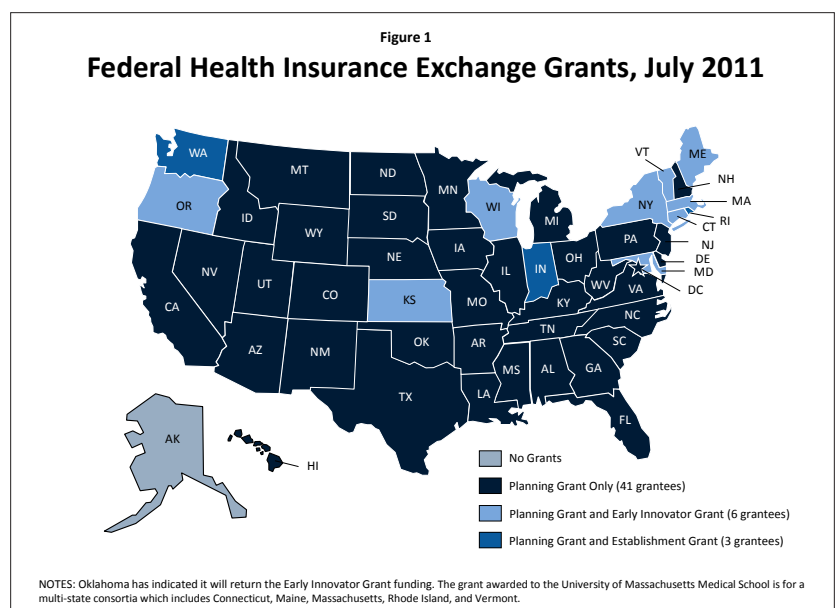 Figure 1
Federal Health Insurance Exchange Grants, July 2011
WA
MT
ND
MN
VT
ME
NH
OR
ID
SD
WI
MI
NY
MA
RI
CT
WY
IA
PA
NJ
NE
OH
DE
MD
NV
UT
IL
IN
WV
VA
DC
CO
KS
MO
KY
CA
NC
TN
OK
AR
SC
AZ
NM
MS
AL
GA
TX
LA
FL
AK
HI
No Grants
Planning Grant Only (41 grantees)
Planning Grant and Early Innovator Grant (6 grantees)
Planning Grant and Establishment Grant (3 grantees)
NOTES: Oklahoma has indicated it will return the Early Innovator Grant funding. The grant awarded to the University of Massachusetts Medical School is for a
multi-state consortia which includes Connecticut, Maine, Massachusetts, Rhode Island, and Vermont.